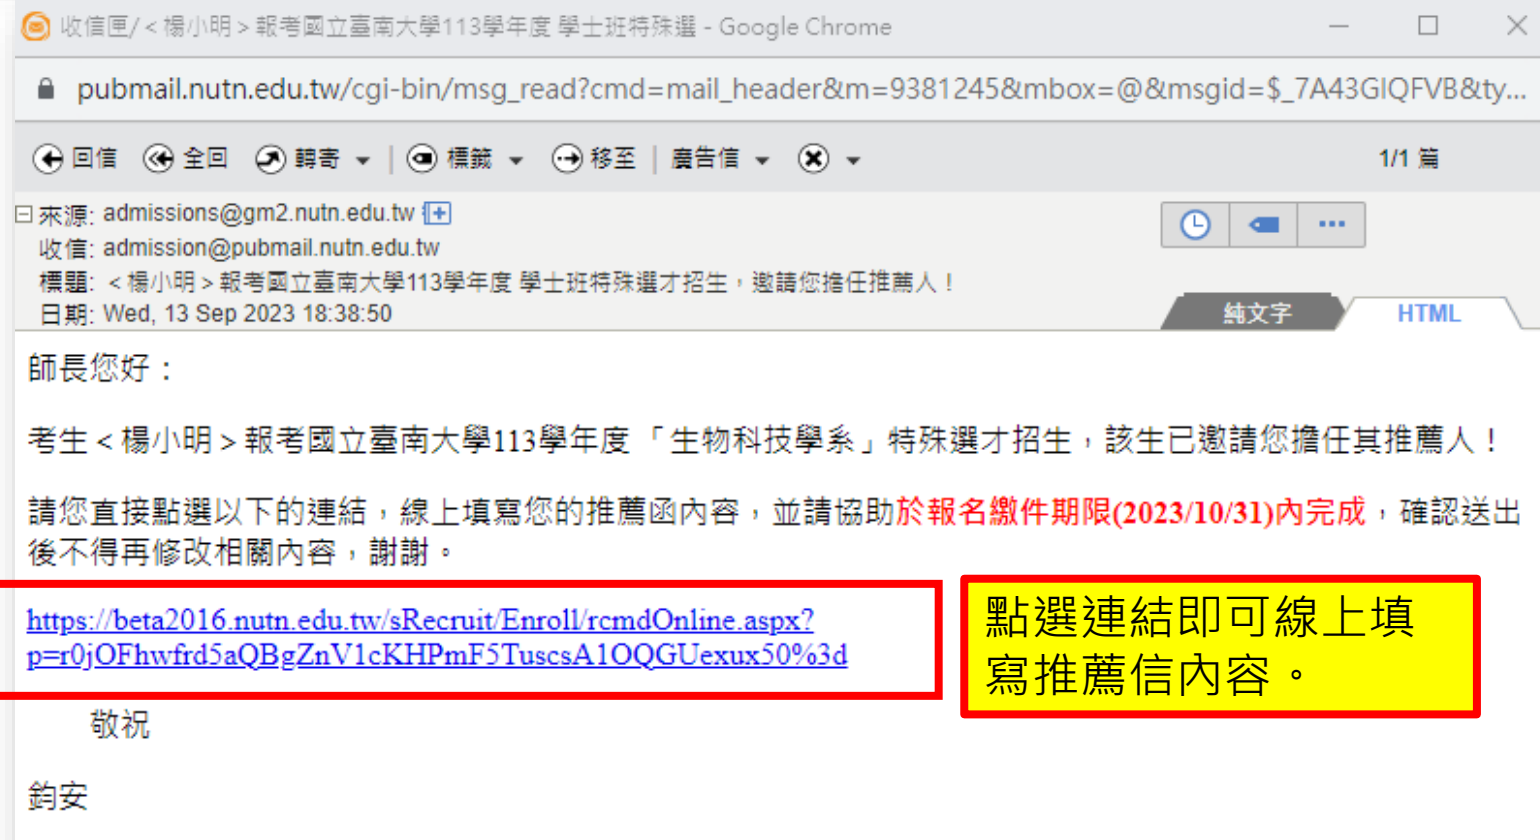 收信匣/＜楊小明＞報考國立臺南大學113學年度 學士班特殊選 - Google Chrome
pubmail.nutn.edu.tw/cgi-bin/msg_read?cmd=mail_header&m=9381245&mbox=@&msgid=$_7A43GIQFVB&ty...
回信 全回 轉寄 標籤 移至 廣告信 1/1 篇
來源: admissions@gm2.nutn.edu.tw
收信: admission@pubmail.nutn.edu.tw
標題: ＜楊小明＞報考國立臺南大學113學年度 學士班特殊選才招生，邀請您擔任推薦人！
日期: Wed, 13 Sep 2023 18:38:50
純文字 HTML
師長您好：
考生＜楊小明＞報考國立臺南大學113學年度「生物科技學系」特殊選才招生，該生已邀請您擔任其推薦人！
請您直接點選以下的連結，線上填寫您的推薦函內容，並請協助於報名繳件期限(2023/10/31)內完成，確認送出
後不得再修改相關內容，謝謝。
https://beta2016.nutn.edu.tw/sRecruit/Enroll/rcmdOnline.aspx?
p=r0jOFhwfrd5aQBgZnV1cKHPmF5TuscsA1OQGUexux50%3d
點選連結即可線上填
寫推薦信內容。
敬祝
鈞安